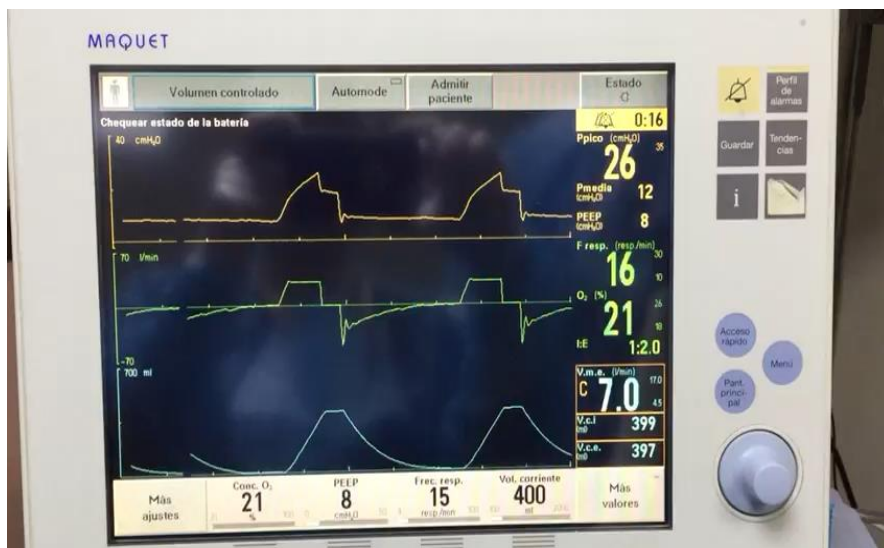 MAQUET
Volumen controlado
Automode
Admitir
paciente
Estado
Perfil
de
alarmas
Chequear estado de la batería
0:16
40 cmH₂O
Ppico (cmH₂O)
26
35
Pmedia
(cmH₂O)
12
PEEP
(cmH₂O)
8
Guardar
Tenden-
cias
i
70 l/min
F resp. (resp/min)
16
30
10
O₂ (%)
21
26
18
I:E
1:2.0
-70
700 ml
V.m.e. (l/min)
C 7.0
17.0
4.5
V.c.i
(ml)
399
V.c.e.
(ml)
397
Acceso
rápido
Menú
Pant.
princi-
pal
Más
ajustes
Conc. O₂
21
%
PEEP
8
cmH₂O
Frec. resp.
15
resp/min
Vol. corriente
400
ml
Más
valores